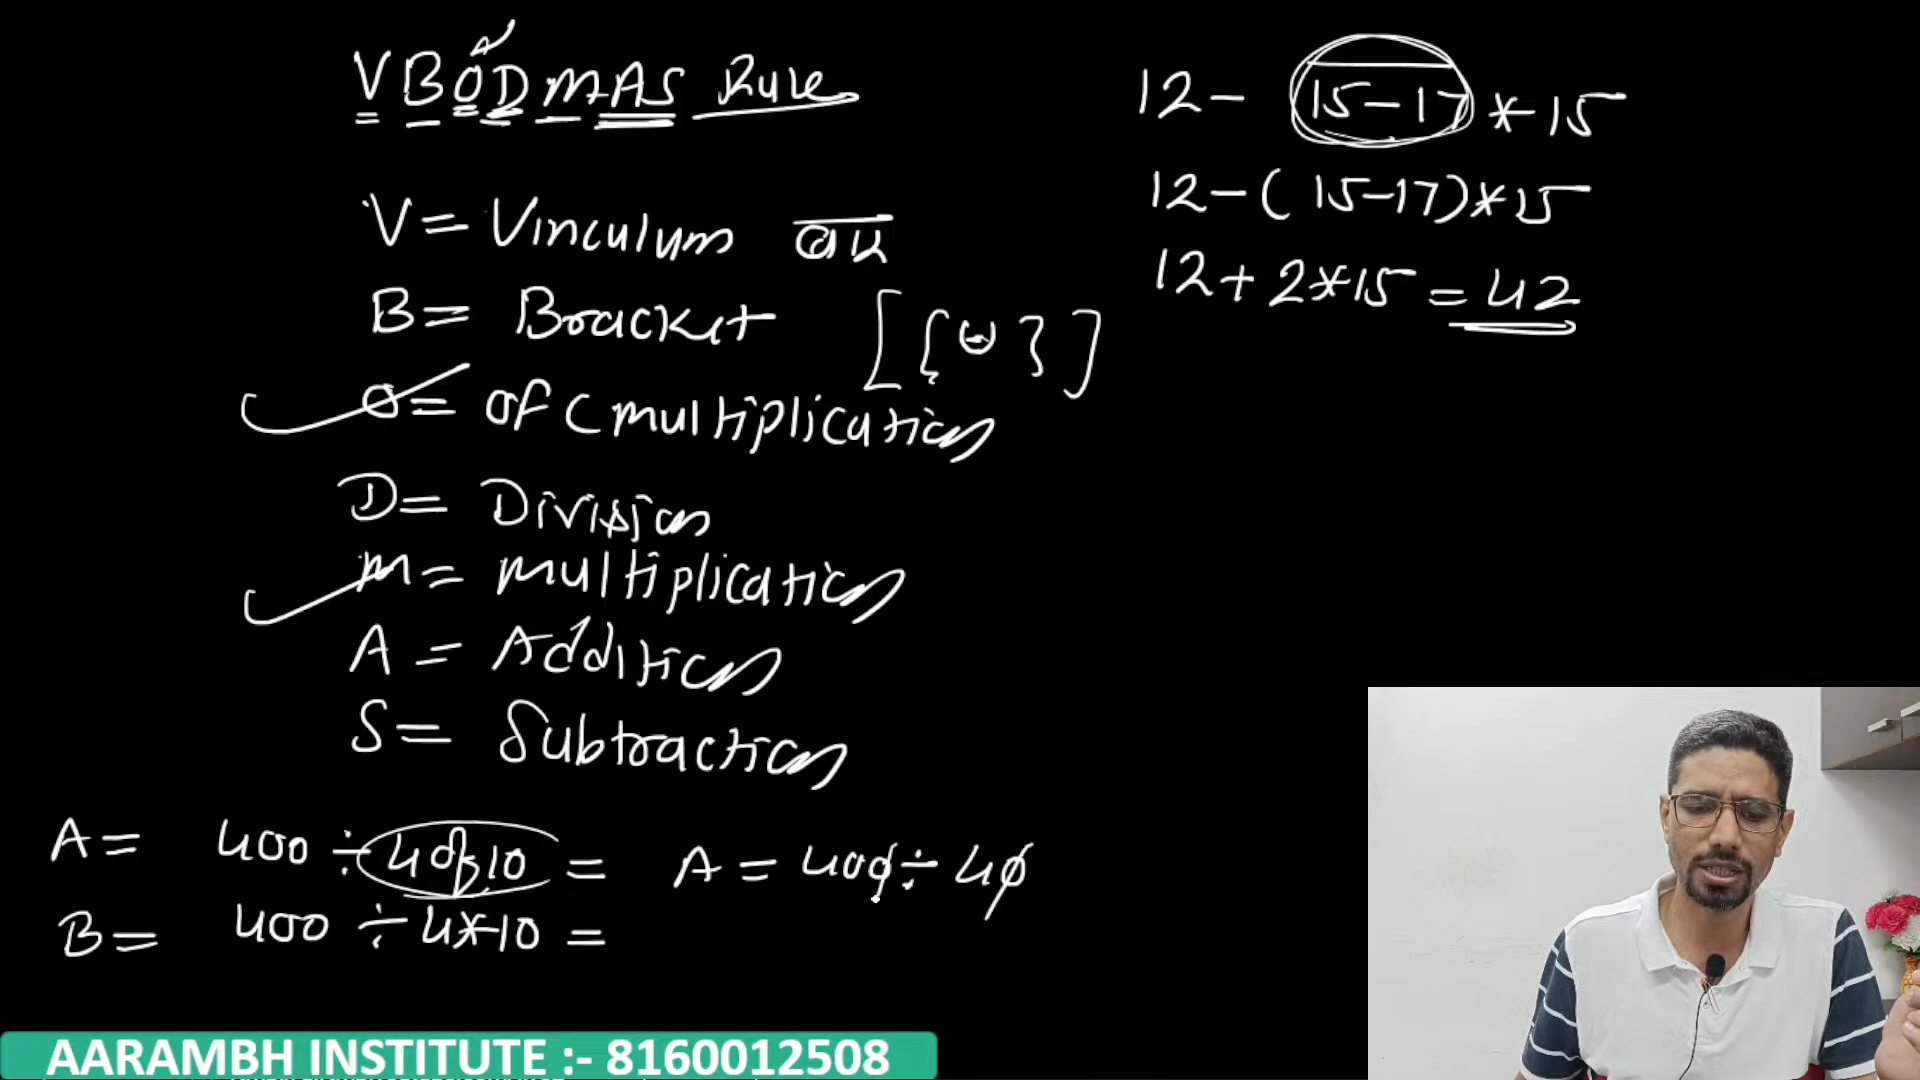 VBODMAS Rule
V = Vinculum
B = Bracket [{()}]
O = of (multiplication
D = Division
M = multiplication
A = Addition
S = Subtraction
A = 400 ÷ 4 of 10 = A = 400 ÷ 40
B = 400 ÷ 4*10 =
12 - 15-17 * 15
12 - (15-17)*15
12 + 2*15 = 42
AARAMBH INSTITUTE :- 8160012508